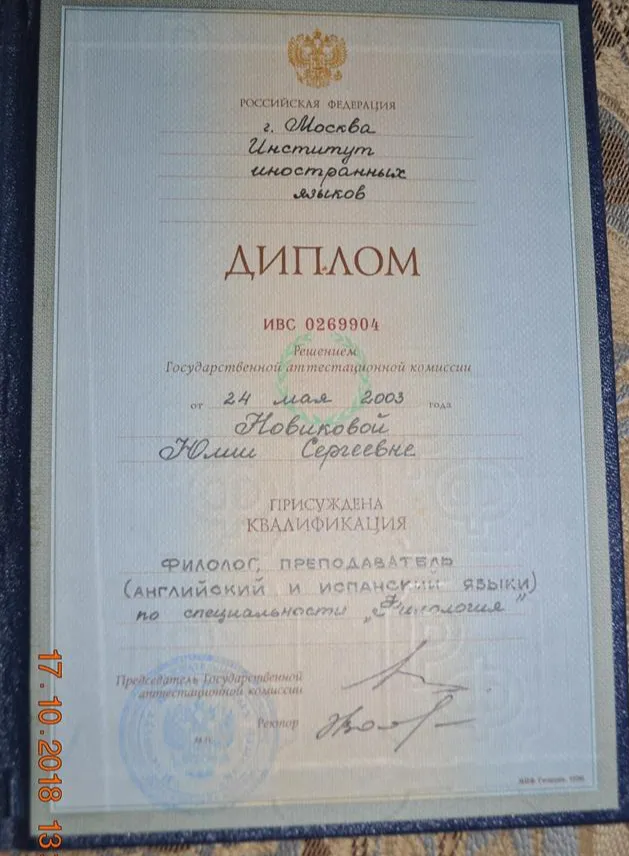 РОССИЙСКАЯ ФЕДЕРАЦИЯ
г. Москва
Институт
иностранных
языков
ДИПЛОМ
ИВС 0269904
Решением
Государственной аттестационной комиссии
от 24 мая 2003 года
Новиковой
Юлии Сергеевне
ПРИСУЖДЕНА
КВАЛИФИКАЦИЯ
ФИЛОЛОГ, ПРЕПОДАВАТЕЛЬ
(АНГЛИЙСКИЙ И ИСПАНСКИЙ ЯЗЫКИ)
по специальности „Филология"
Председатель Государственной
аттестационной комиссии
Ректор
м.п.
17.10.2018 13